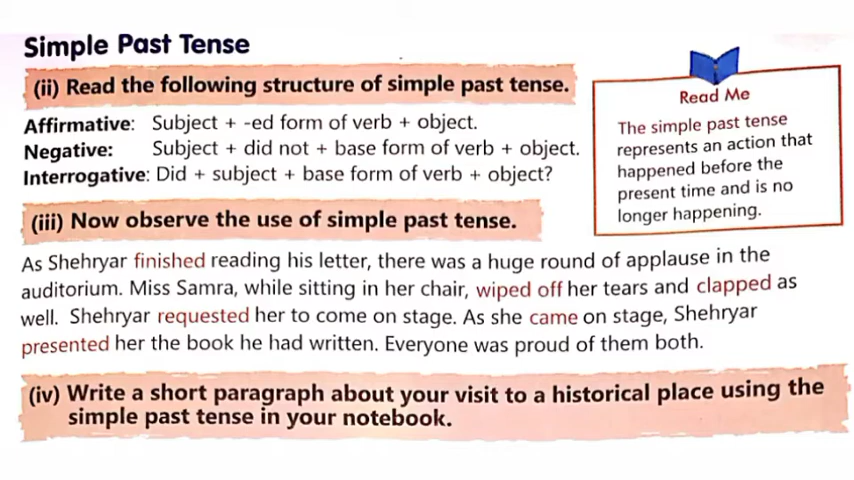 Simple Past Tense
(ii) Read the following structure of simple past tense.
Affirmative: Subject + -ed form of verb + object.
Negative: Subject + did not + base form of verb + object.
Interrogative: Did + subject + base form of verb + object?
Read Me
The simple past tense
represents an action that
happened before the
present time and is no
longer happening.
(iii) Now observe the use of simple past tense.
As Shehryar finished reading his letter, there was a huge round of applause in the
auditorium. Miss Samra, while sitting in her chair, wiped off her tears and clapped as
well. Shehryar requested her to come on stage. As she came on stage, Shehryar
presented her the book he had written. Everyone was proud of them both.
(iv) Write a short paragraph about your visit to a historical place using the
simple past tense in your notebook.